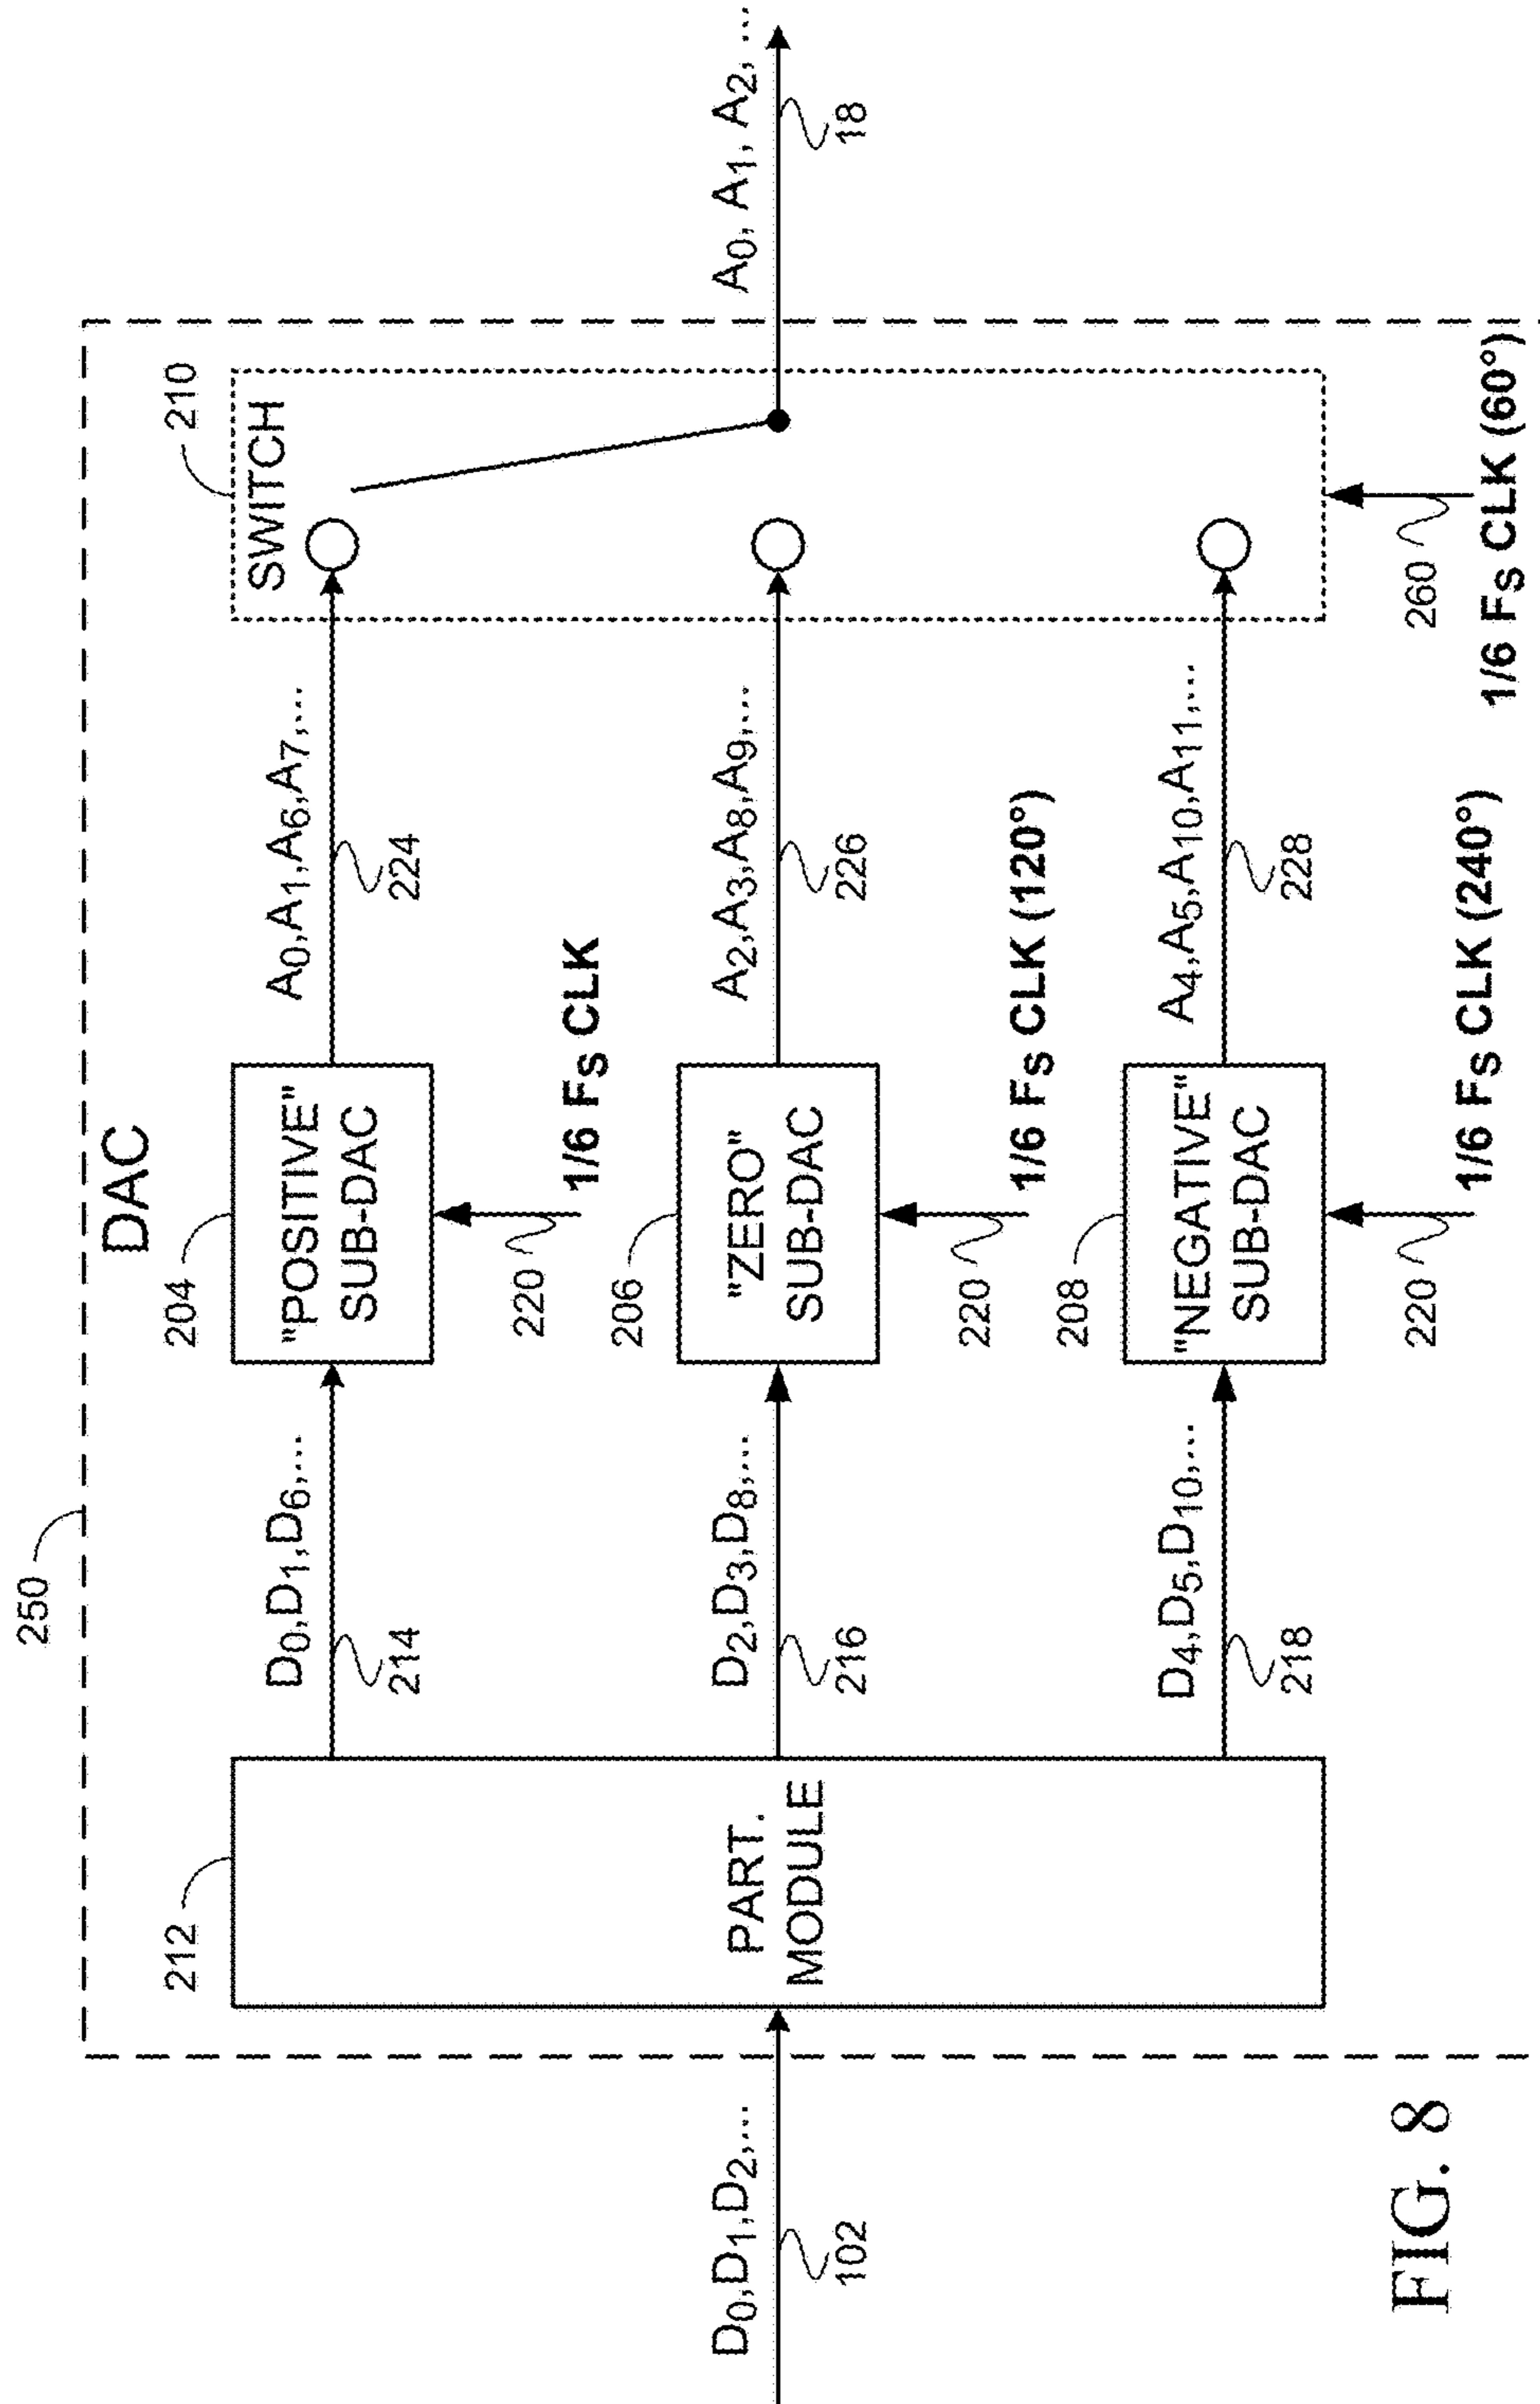 250
DAC
212
PART.
MODULE
D0,D1,D2,...
102
D0,D1,D6,...
214
D2,D3,D8,...
216
D4,D5,D10,...
218
204
"POSITIVE"
SUB-DAC
220
1/6 FS CLK
206
"ZERO"
SUB-DAC
220
1/6 FS CLK (120°)
208
"NEGATIVE"
SUB-DAC
220
1/6 FS CLK (240°)
A0,A1,A6,A7,...
224
A2,A3,A8,A9,...
226
A4,A5,A10,A11,...
228
210
SWITCH
260
1/6 FS CLK (60°)
A0, A1, A2, ...
18
FIG. 8